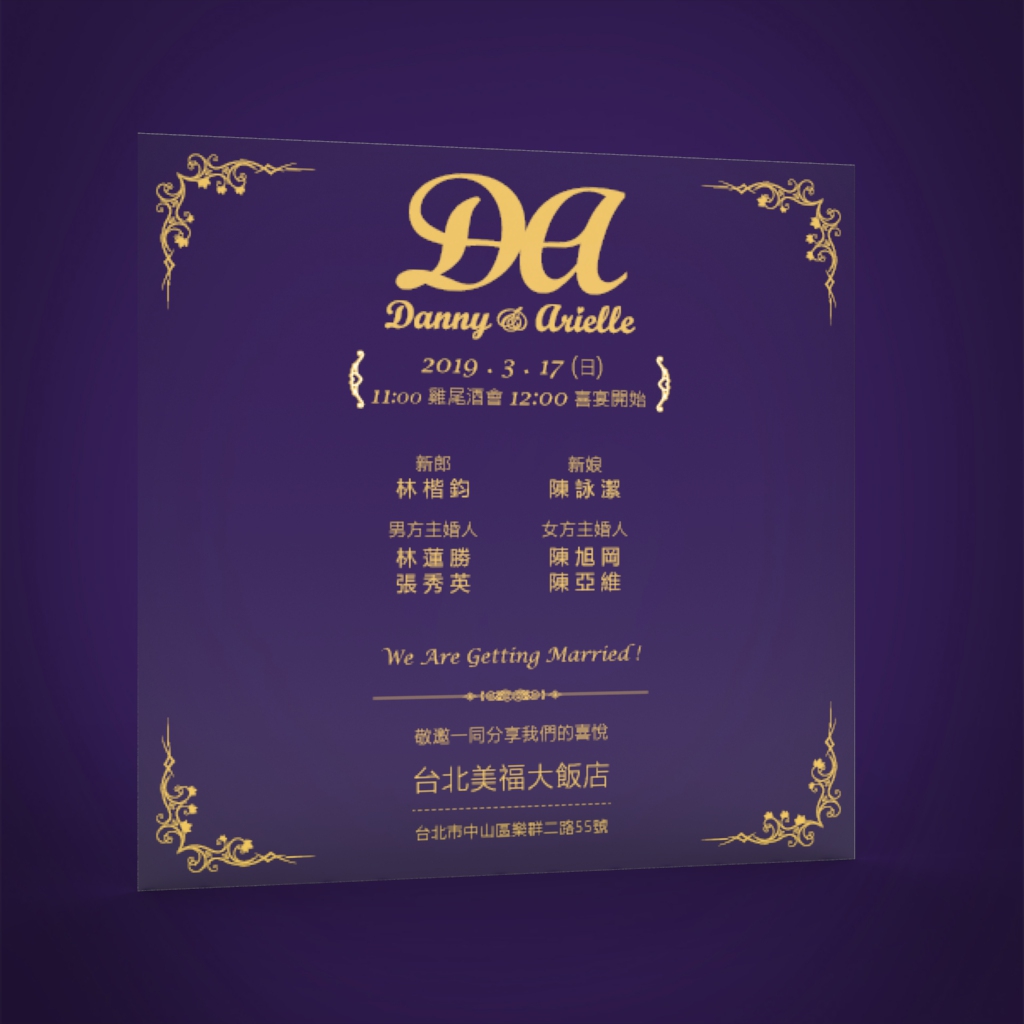 DA
Danny & Arielle
2019 . 3 . 17 (日)
11:00 雞尾酒會 12:00 喜宴開始
新郎 新娘
林楷鈞 陳詠潔
男方主婚人 女方主婚人
林蓮勝 陳旭岡
張秀英 陳亞維
We Are Getting Married !
敬邀一同分享我們的喜悅
台北美福大飯店
台北市中山區樂群二路55號